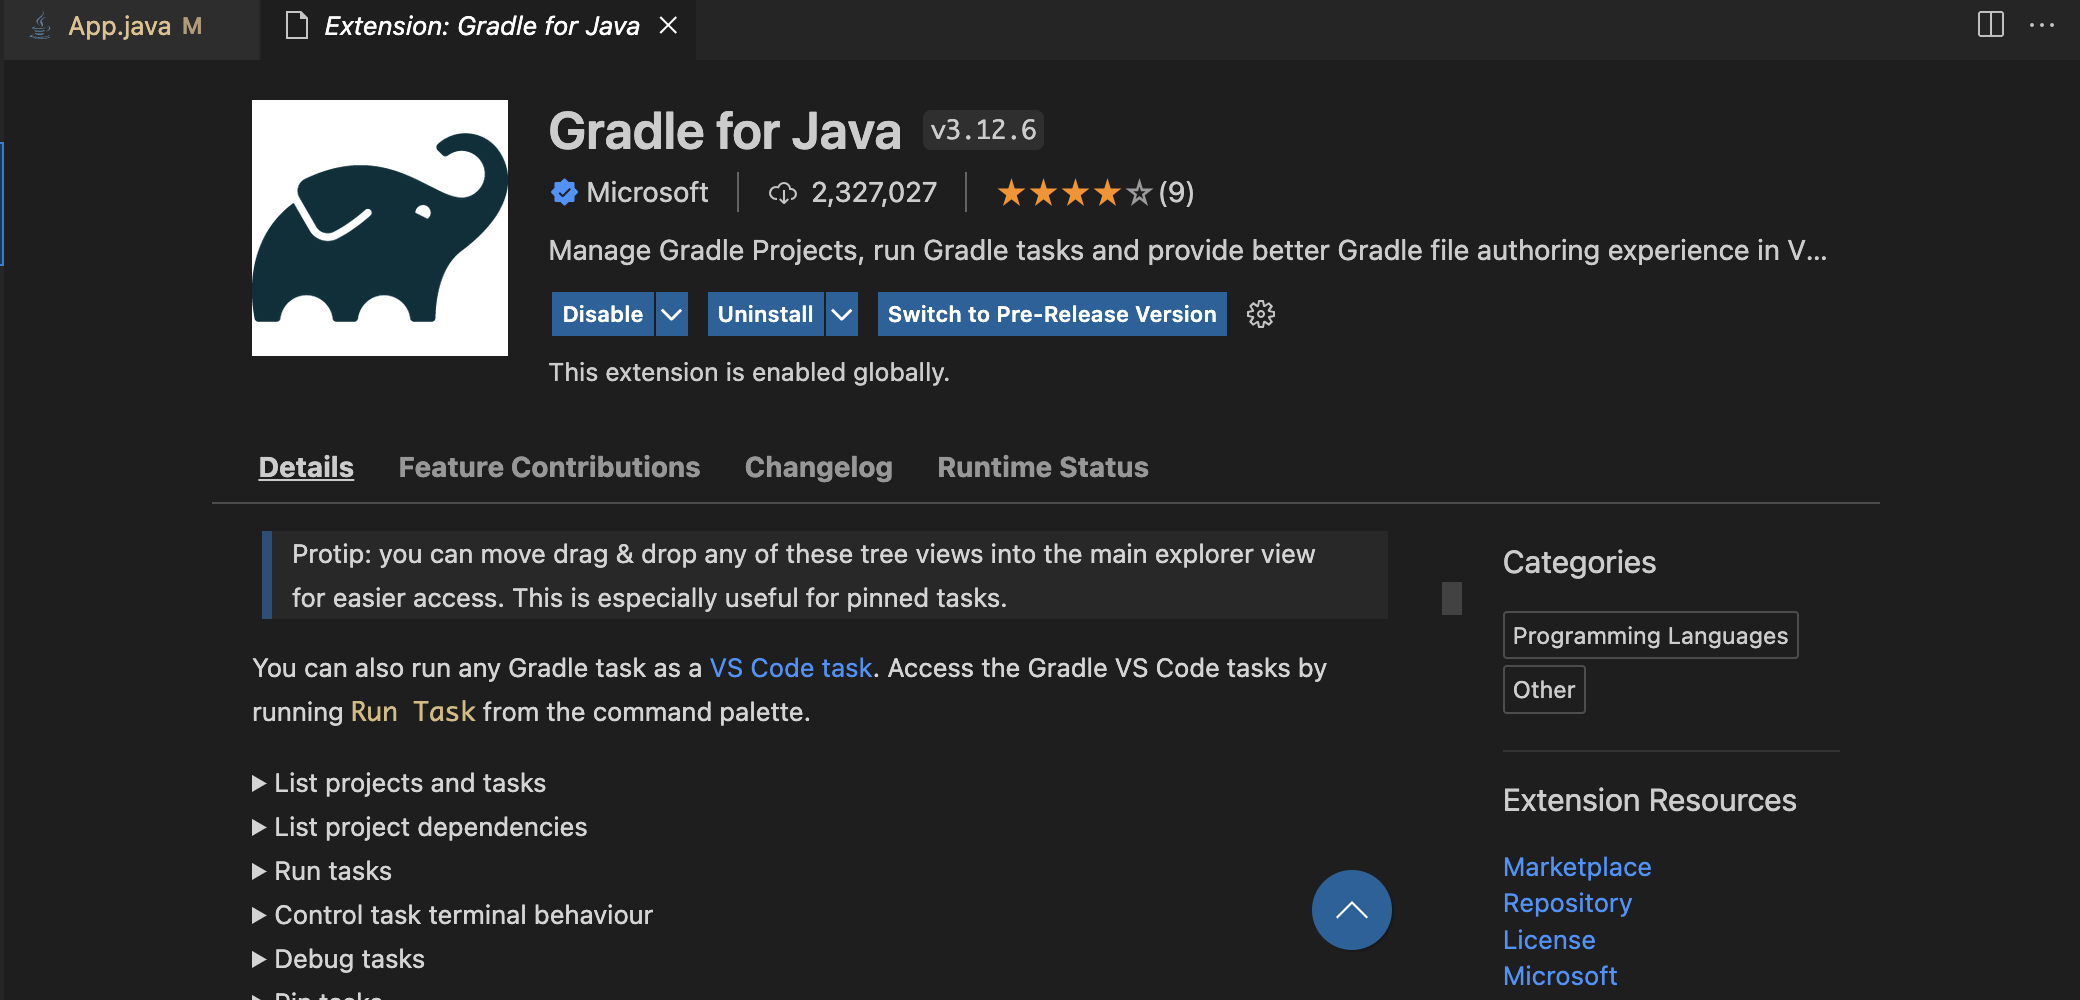 App.java M
Extension: Gradle for Java
Gradle for Java v3.12.6
Microsoft 2,327,027 (9)
Manage Gradle Projects, run Gradle tasks and provide better Gradle file authoring experience in V...
Disable Uninstall Switch to Pre-Release Version
This extension is enabled globally.
Details Feature Contributions Changelog Runtime Status
Protip: you can move drag & drop any of these tree views into the main explorer view
for easier access. This is especially useful for pinned tasks.
You can also run any Gradle task as a VS Code task. Access the Gradle VS Code tasks by
running Run Task from the command palette.
List projects and tasks
List project dependencies
Run tasks
Control task terminal behaviour
Debug tasks
Pin tasks
Categories
Programming Languages
Other
Extension Resources
Marketplace
Repository
License
Microsoft